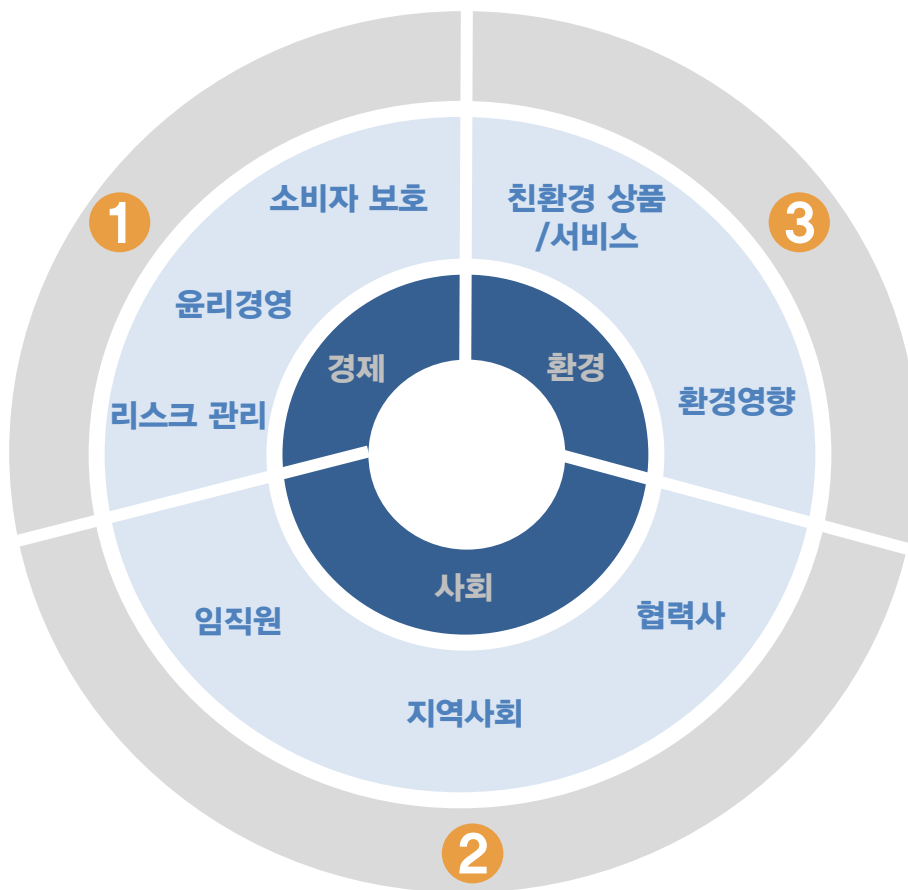 1
소비자 보호
윤리경영
리스크 관리
경제
3
친환경 상품
/서비스
환경영향
환경
2
임직원
지역사회
협력사
사회